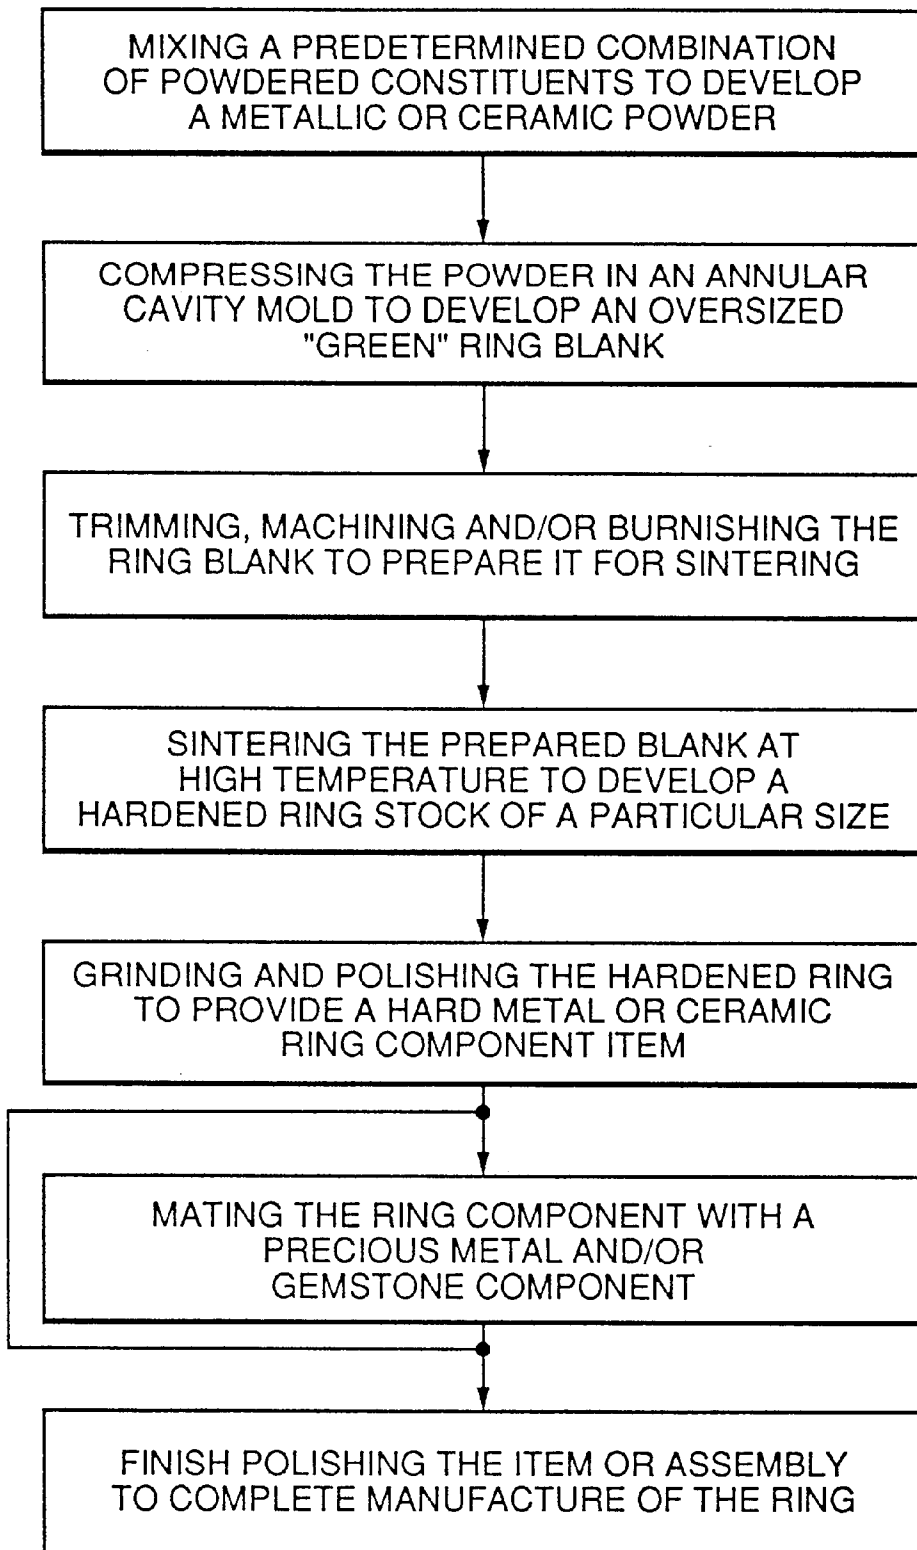 MIXING A PREDETERMINED COMBINATION
OF POWDERED CONSTITUENTS TO DEVELOP
A METALLIC OR CERAMIC POWDER
COMPRESSING THE POWDER IN AN ANNULAR
CAVITY MOLD TO DEVELOP AN OVERSIZED
"GREEN" RING BLANK
TRIMMING, MACHINING AND/OR BURNISHING THE
RING BLANK TO PREPARE IT FOR SINTERING
SINTERING THE PREPARED BLANK AT
HIGH TEMPERATURE TO DEVELOP A
HARDENED RING STOCK OF A PARTICULAR SIZE
GRINDING AND POLISHING THE HARDENED RING
TO PROVIDE A HARD METAL OR CERAMIC
RING COMPONENT ITEM
MATING THE RING COMPONENT WITH A
PRECIOUS METAL AND/OR
GEMSTONE COMPONENT
FINISH POLISHING THE ITEM OR ASSEMBLY
TO COMPLETE MANUFACTURE OF THE RING